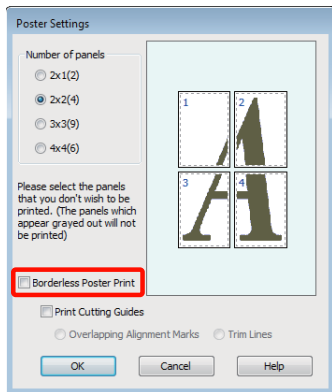 Poster Settings
Number of panels
2x1(2)
2x2(4)
3x3(9)
4x4(6)
Please select the panels
that you don't wish to be
printed. (The panels which
appear grayed out will not
be printed)
1 2
3 4
A
Borderless Poster Print
Print Cutting Guides
Overlapping Alignment Marks Trim Lines
OK Cancel Help